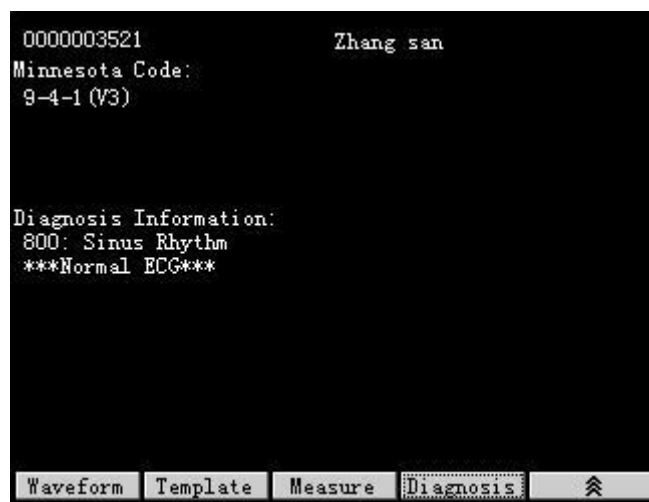 0000003521 Zhang san
Minnesota Code:
9-4-1 (V3)
Diagnosis Information:
800: Sinus Rhythm
***Normal ECG***
Waveform Template Measure Diagnosis